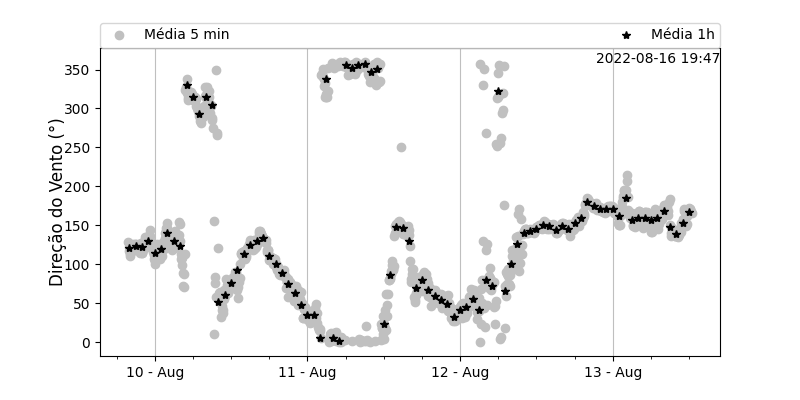 Média 5 min
Média 1h
2022-08-16 19:47
Direção do Vento (°)
350
300
250
200
150
100
50
0
10 - Aug
11 - Aug
12 - Aug
13 - Aug